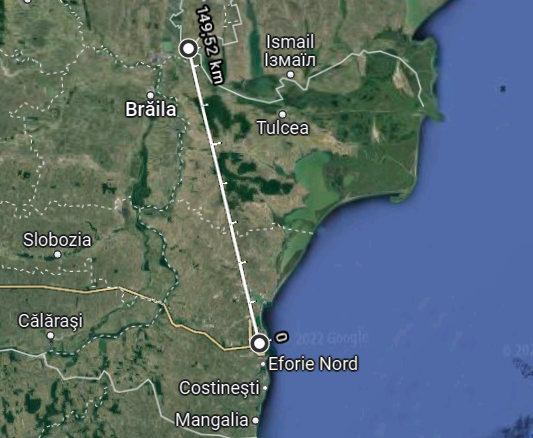 149,52 km
Ismail
Ізмаїл
Brăila
Tulcea
Slobozia
Călărași
0
2022 Google
Eforie Nord
Costinești
Mangalia